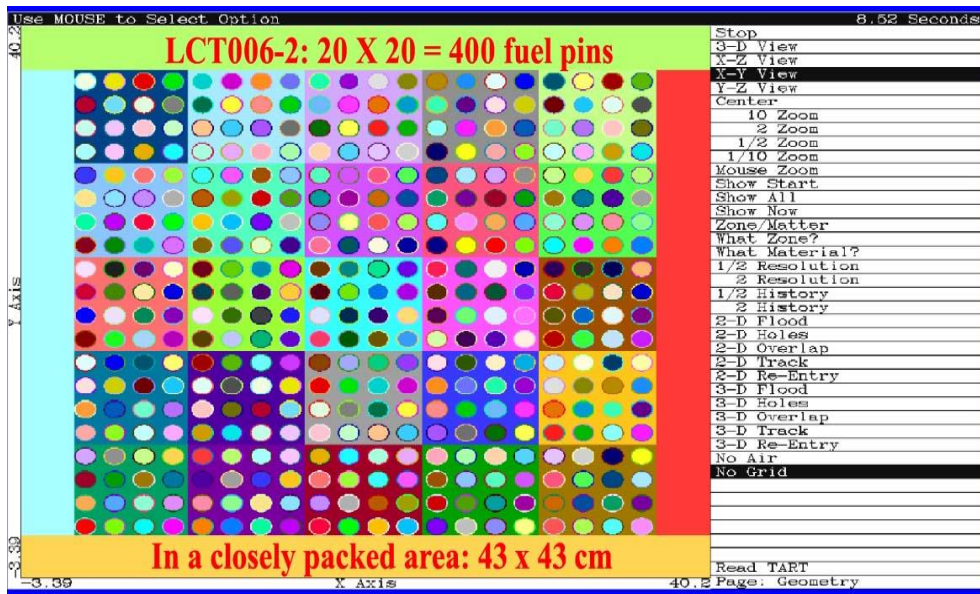 Use MOUSE to Select Option 8.52 Seconds
40.2
LCT006-2: 20 X 20 = 400 fuel pins
Y Axis
In a closely packed area: 43 x 43 cm
-3.39
-3.39 X Axis 40.2
Stop
3-D View
X-Z View
X-Y View
Y-Z View
Center
10 Zoom
2 Zoom
1/2 Zoom
1/10 Zoom
Mouse Zoom
Show Start
Show All
Show Now
Zone/Matter
What Zone?
What Material?
1/2 Resolution
2 Resolution
1/2 History
2 History
2-D Flood
2-D Holes
2-D Overlap
2-D Track
2-D Re-Entry
3-D Flood
3-D Holes
3-D Overlap
3-D Track
3-D Re-Entry
No Air
No Grid
Read TART
Page: Geometry